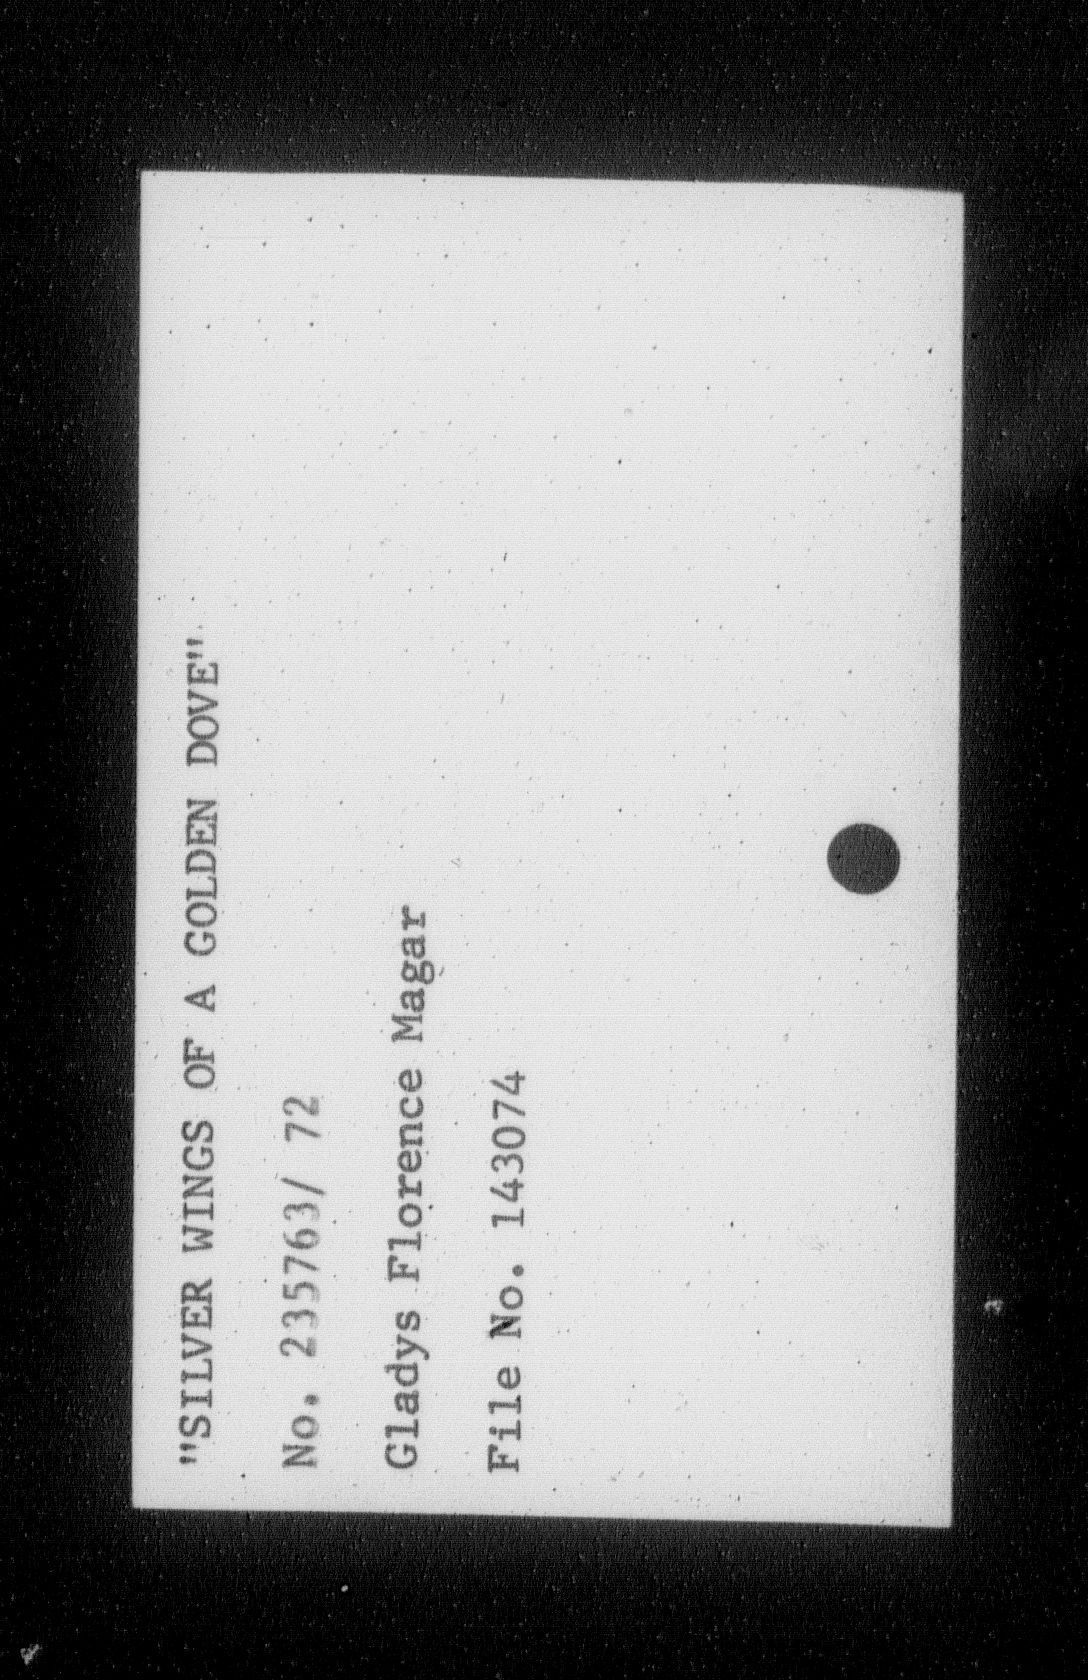 "SILVER WINGS OF A GOLDEN DOVE"
No. 235763/ 72
Gladys Florence Magar
File No. 143074